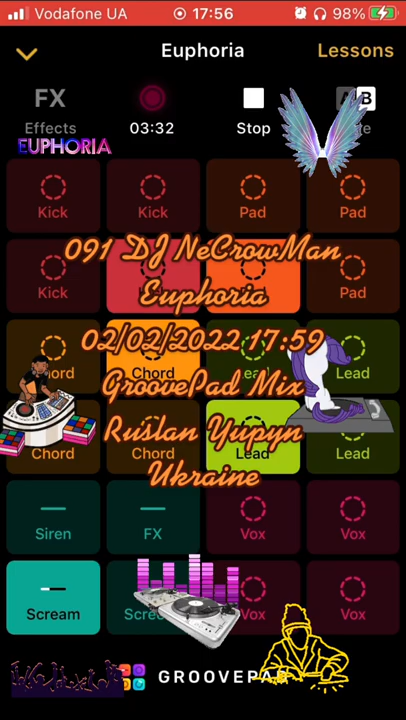 Vodafone UA 17:56 98%
Euphoria Lessons
FX
Effects 03:32 Stop
B
EUPHORIA
Kick Kick Pad Pad
091 DJ NeCrowMan
Kick Pad
Euphoria
02/02/2022 17:59
Chord Lead
GroovePad Mix
Ruslan Yupyn
Chord Chord Lead Lead
Ukraine
Siren FX Vox Vox
Scream Vox Vox
GROOVEPAD